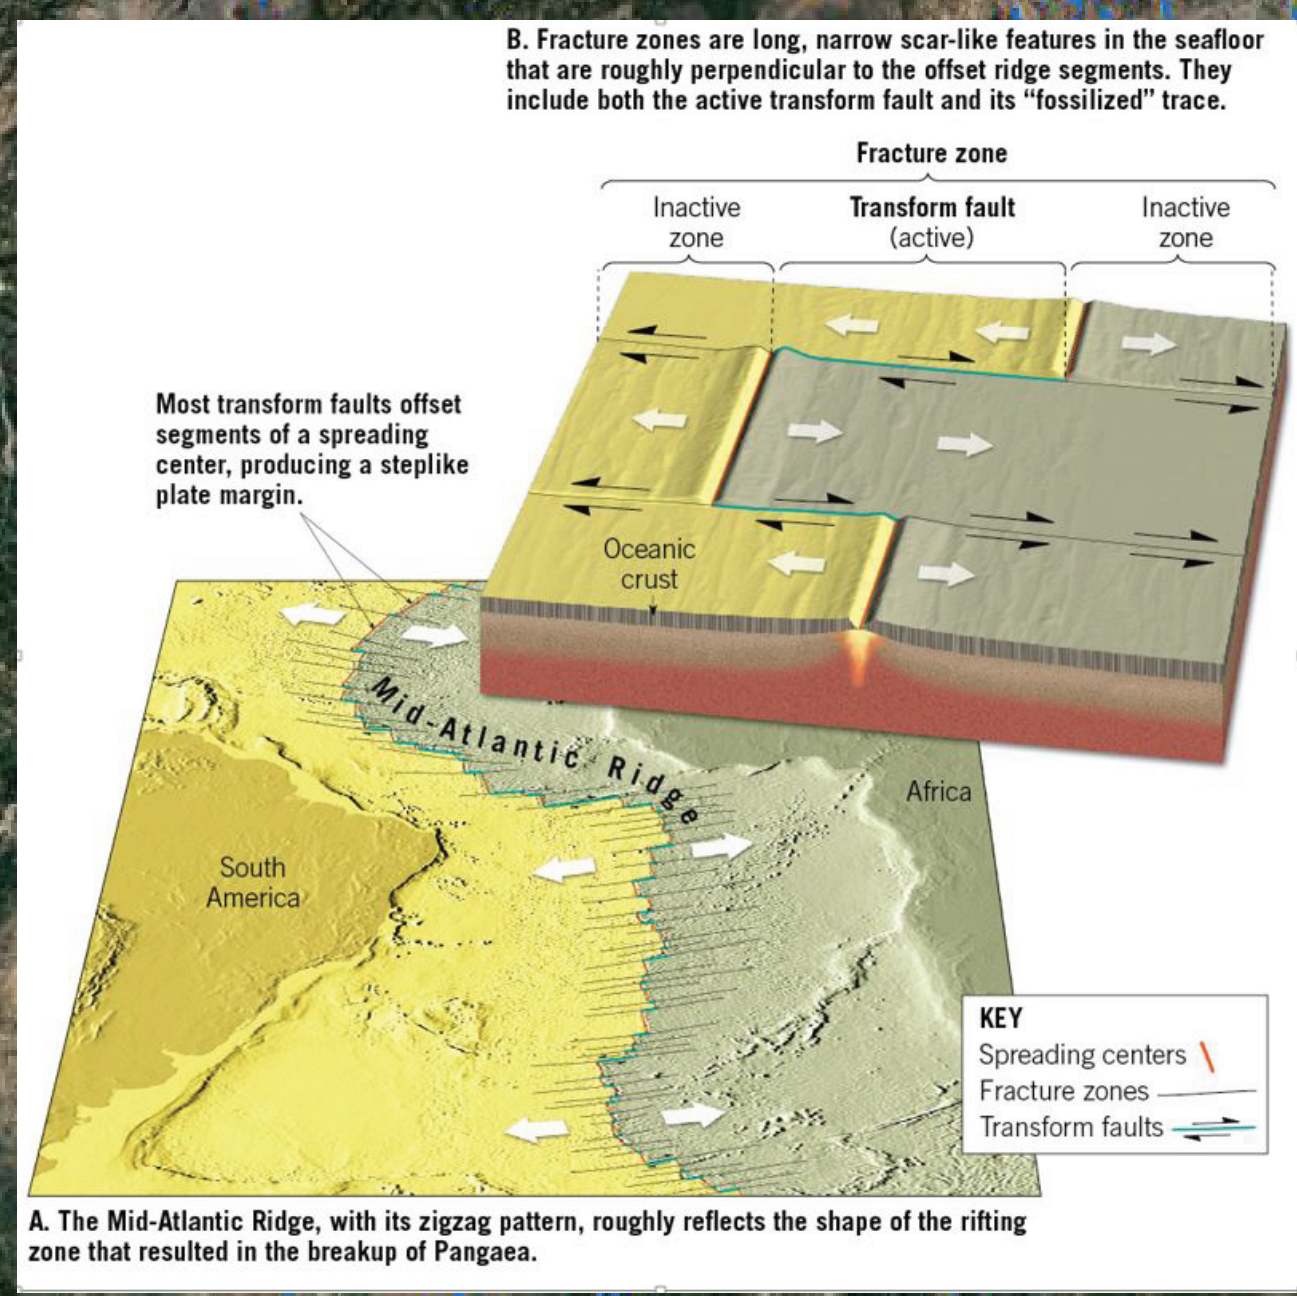 B. Fracture zones are long, narrow scar-like features in the seafloor
that are roughly perpendicular to the offset ridge segments. They
include both the active transform fault and its “fossilized” trace.
Fracture zone
Inactive
zone
Transform fault
(active)
Inactive
zone
Most transform faults offset
segments of a spreading
center, producing a steplike
plate margin.
Oceanic
crust
Mid-Atlantic Ridge
Africa
South
America
KEY
Spreading centers
Fracture zones
Transform faults
A. The Mid-Atlantic Ridge, with its zigzag pattern, roughly reflects the shape of the rifting
zone that resulted in the breakup of Pangaea.